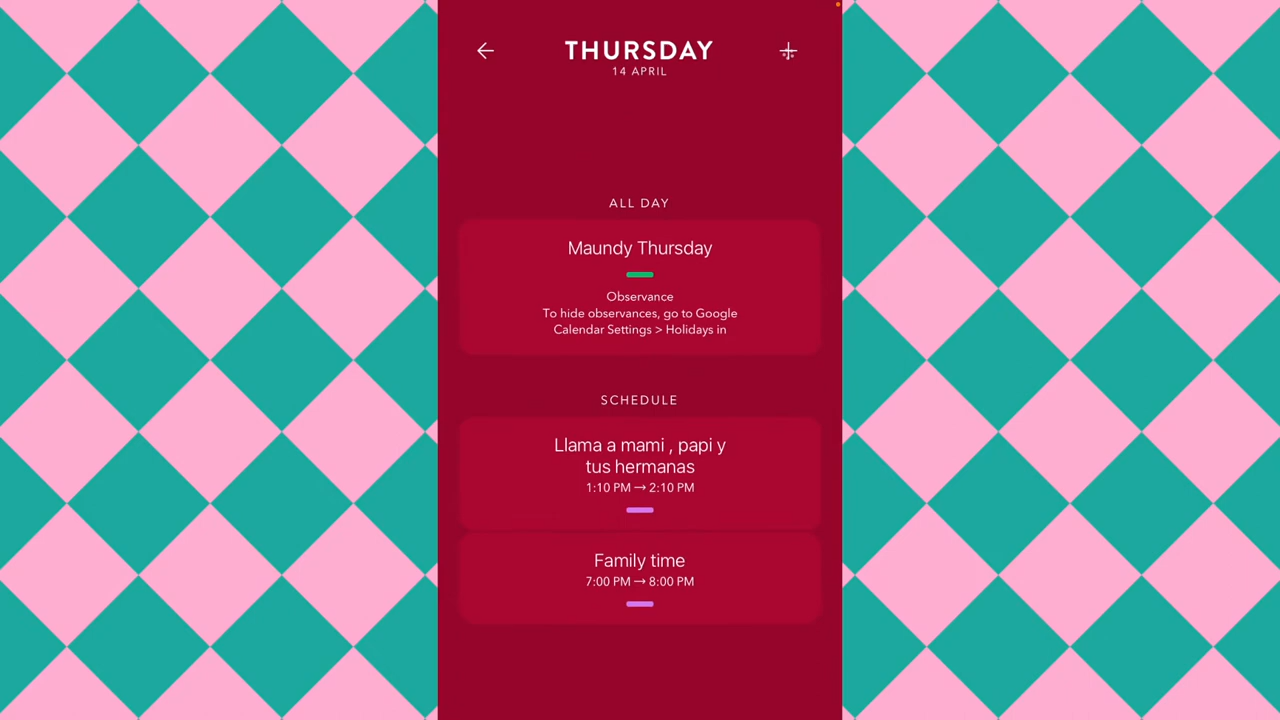 THURSDAY
14 APRIL
ALL DAY
Maundy Thursday
Observance
To hide observances, go to Google
Calendar Settings > Holidays in
SCHEDULE
Llama a mami , papi y
tus hermanas
1:10 PM → 2:10 PM
Family time
7:00 PM → 8:00 PM